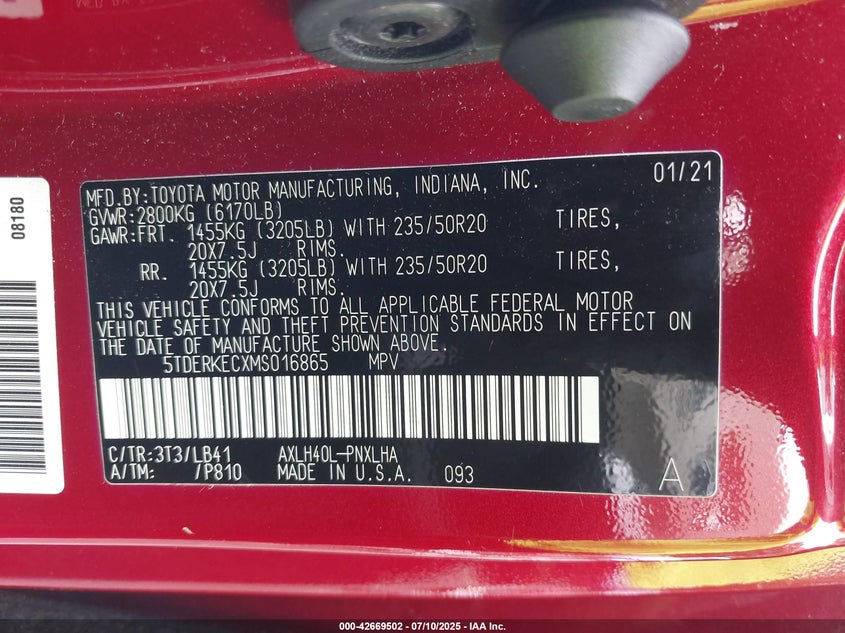 MFD.BY:TOYOTA MOTOR MANUFACTURING, INDIANA, INC. 01/21
GVWR:2800KG (6170LB)
GAWR:FRT. 1455KG (3205LB) WITH 235/50R20 TIRES,
20X7.5J RIMS.
RR. 1455KG (3205LB) WITH 235/50R20 TIRES,
20X7.5J RIMS.
THIS VEHICLE CONFORMS TO ALL APPLICABLE FEDERAL MOTOR
VEHICLE SAFETY AND THEFT PREVENTION STANDARDS IN EFFECT ON
THE DATE OF MANUFACTURE SHOWN ABOVE.
5TDERKECXMS016865 MPV
C/TR:3T3/LB41 AXLH40L-PNXLHA
A/TM: /P810 MADE IN U.S.A. 093 A
08180
000-42669502 - 07/10/2025 - IAA Inc.